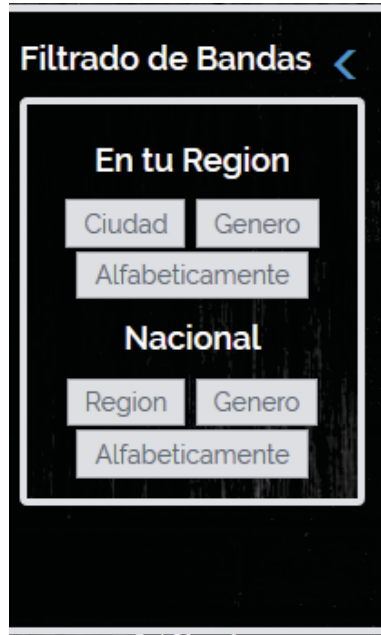 Filtrado de Bandas
En tu Region
Ciudad Genero
Alfabeticamente
Nacional
Region Genero
Alfabeticamente